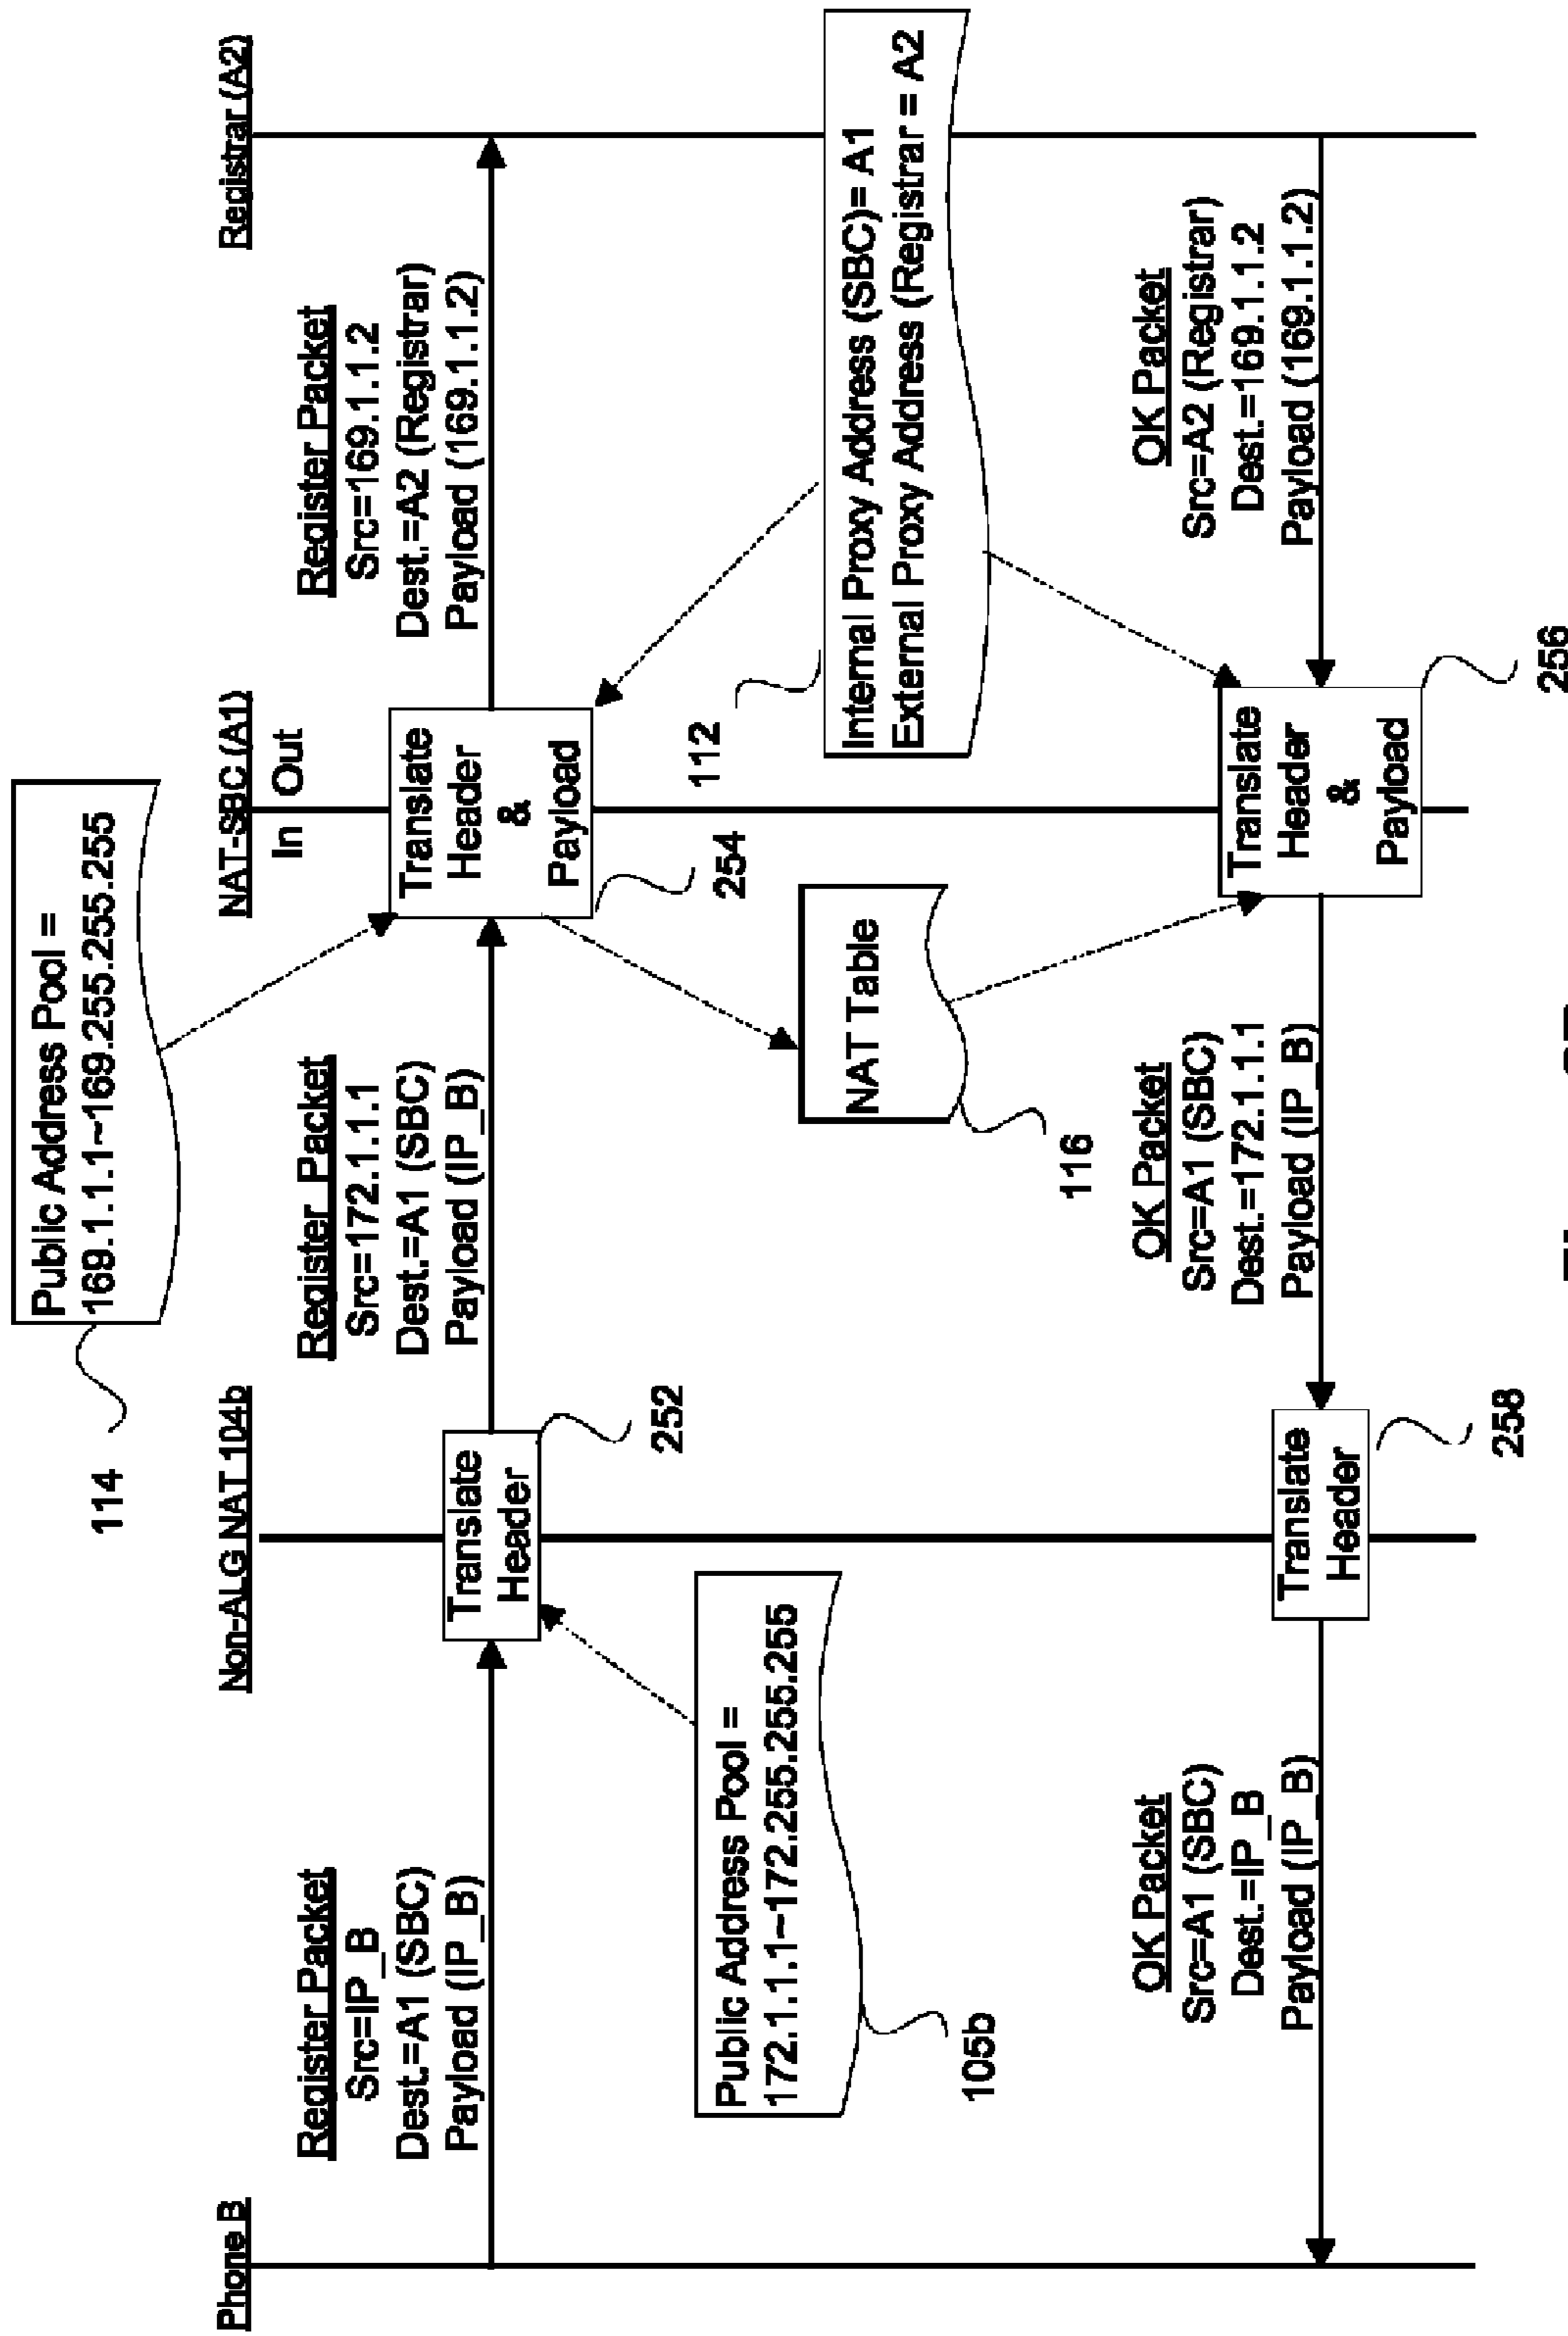 Public Address Pool =
169.1.1.1~169.255.255.255
114
Phone B
Non-ALG NAT 104b
NAT-SBC (A1)
Registrar (A2)
In
Out
Register Packet
Src=IP_B
Dest.=A1 (SBC)
Payload (IP_B)
Register Packet
Src=172.1.1.1
Dest.=A1 (SBC)
Payload (IP_B)
Register Packet
Src=169.1.1.2
Dest.=A2 (Registrar)
Payload (169.1.1.2)
Translate
Header
252
Translate
Header
&
Payload
254
112
Public Address Pool =
172.1.1.1~172.255.255.255
105b
NAT Table
116
Internal Proxy Address (SBC)= A1
External Proxy Address (Registrar = A2
OK Packet
Src=A1 (SBC)
Dest.=IP_B
Payload (IP_B)
OK Packet
Src=A1 (SBC)
Dest.=172.1.1.1
Payload (IP_B)
OK Packet
Src=A2 (Registrar)
Dest.=169.1.1.2
Payload (169.1.1.2)
Translate
Header
258
Translate
Header
&
Payload
256